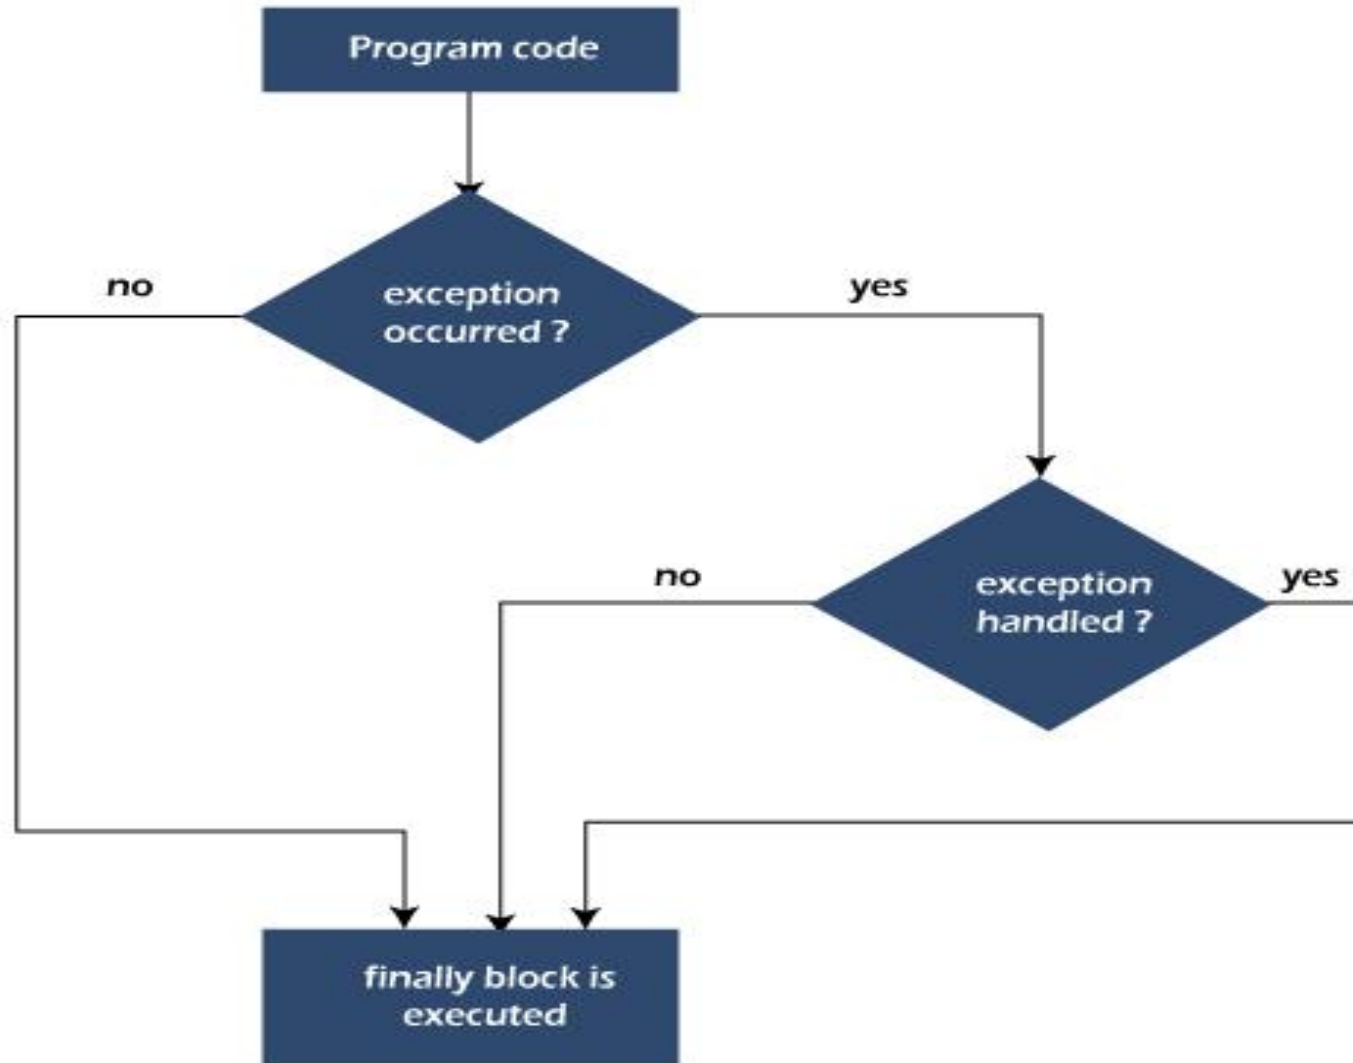 Program code
no
yes
exception
occurred ?
no
yes
exception
handled ?
finally block is
executed